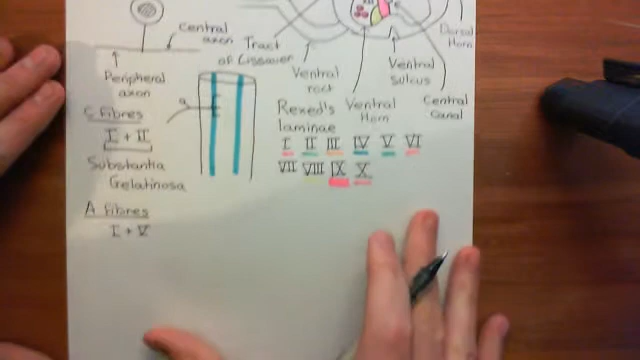 Central
axon
Peripheral
axon
Tract
of Lissauer
Ventral
root
Ventral
Horn
Ventral
sulcus
Dorsal
Horn
Central
Canal
C Fibres
I + II
Substantia
Gelatinosa
A fibres
I + V
Rexed's
laminae
I II III IV V VI
VII VIII IX X